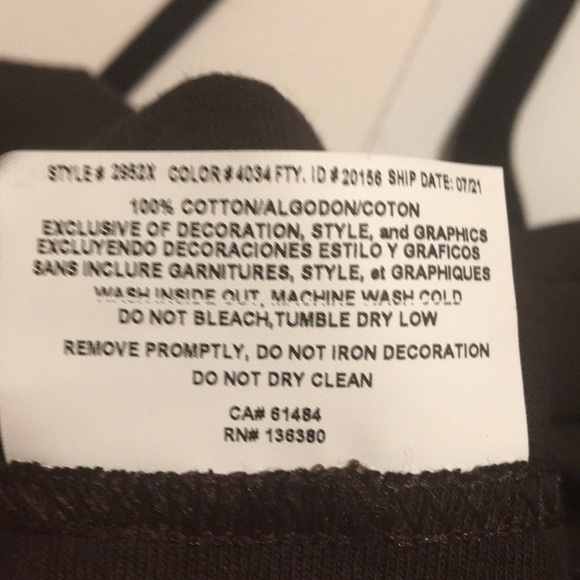 STYLE# 2952X COLOR#4034 FTY. ID#20156 SHIP DATE: 07/21
100% COTTON/ALGODON/COTON
EXCLUSIVE OF DECORATION, STYLE, and GRAPHICS
EXCLUYENDO DECORACIONES ESTILO Y GRAFICOS
SANS INCLURE GARNITURES, STYLE, et GRAPHIQUES
WASH INSIDE OUT, MACHINE WASH COLD
DO NOT BLEACH,TUMBLE DRY LOW
REMOVE PROMPTLY, DO NOT IRON DECORATION
DO NOT DRY CLEAN
CA# 61484
RN# 136380